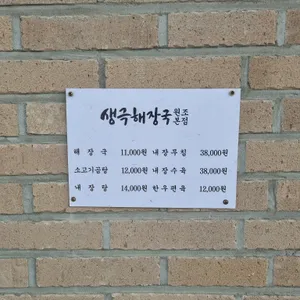 생극해장국 원조 본점
해장국 11,000원 내장무침 38,000원
소고기곰탕 12,000원 내장수육 38,000원
내장탕 14,000원 한우편육 12,000원